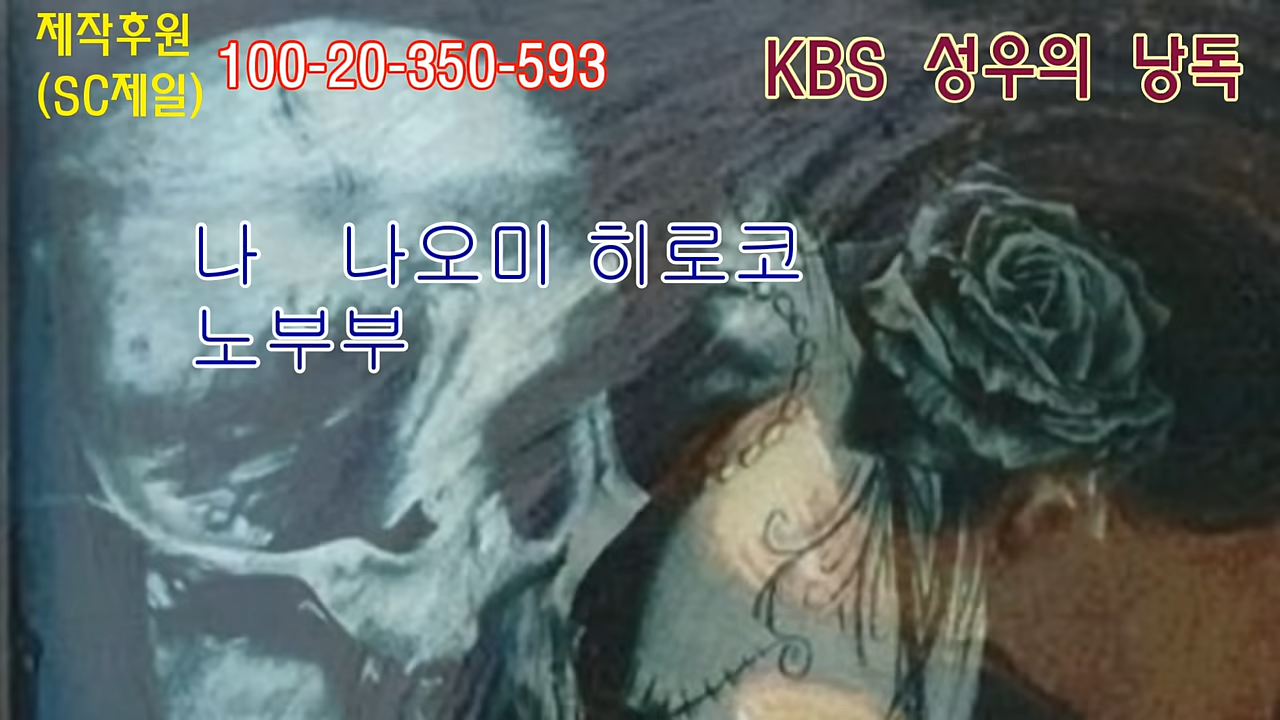 제작후원
(SC제일)
100-20-350-593
KBS 성우의 낭독
나 나오미 히로코
노부부